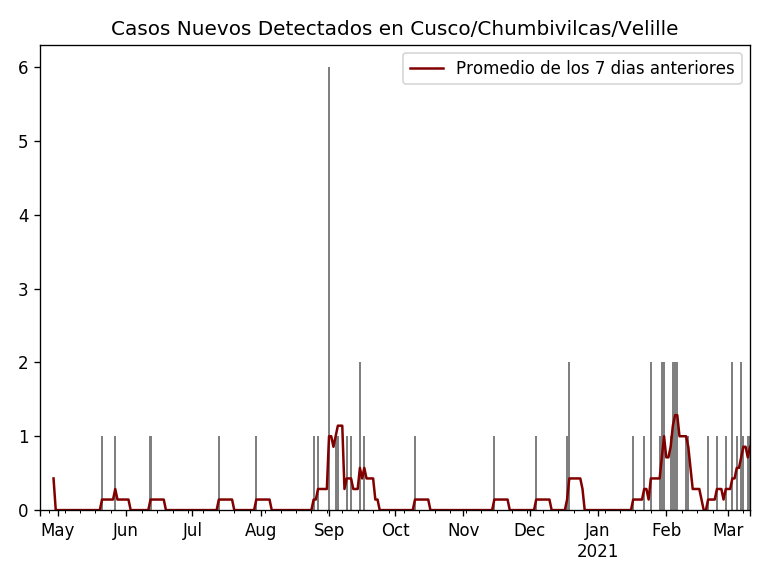 Casos Nuevos Detectados en Cusco/Chumbivilcas/Velille
Promedio de los 7 dias anteriores
6
5
4
3
2
1
0
May Jun Jul Aug Sep Oct Nov Dec Jan Feb Mar
2021